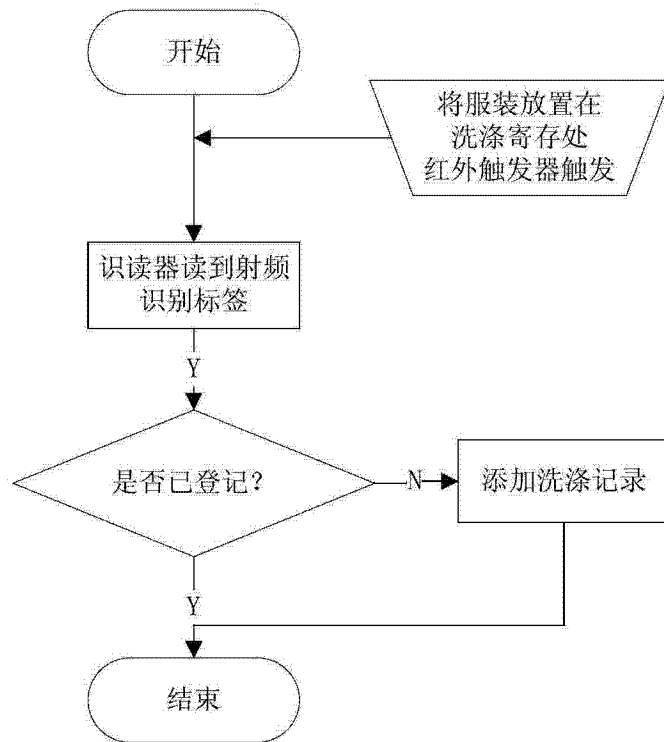 开始
将服装放置在
洗涤寄存处
红外触发器触发
识读器读到射频
识别标签
Y
是否已登记？
N
添加洗涤记录
Y
结束